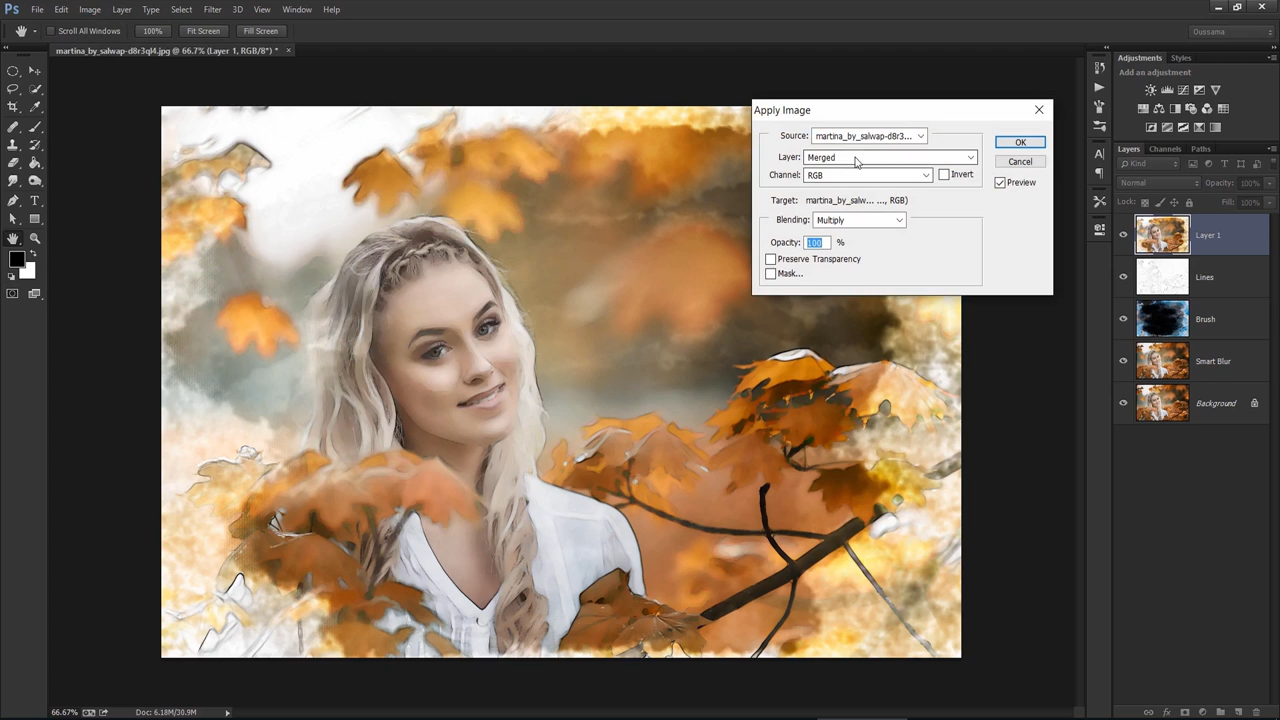 Ps File Edit Image Layer Type Select Filter 3D View Window Help
Scroll All Windows 100% Fit Screen Fill Screen Oussama
martina_by_salwap-d8r3ql4.jpg @ 66.7% (Layer 1, RGB/8*) * ×
Adjustments Styles
Add an adjustment
Layers Channels Paths
Kind
Normal Opacity: 100%
Lock: Fill: 100%
Layer 1
Lines
Brush
Smart Blur
Background
Apply Image
Source: martina_by_salwap-d8r3...
Layer: Merged
Channel: RGB Invert
Target: martina_by_salw... ..., RGB)
Blending: Multiply
Opacity: 100 %
Preserve Transparency
Mask...
OK
Cancel
Preview
A
T
66.67% Doc: 6.18M/30.9M
fx